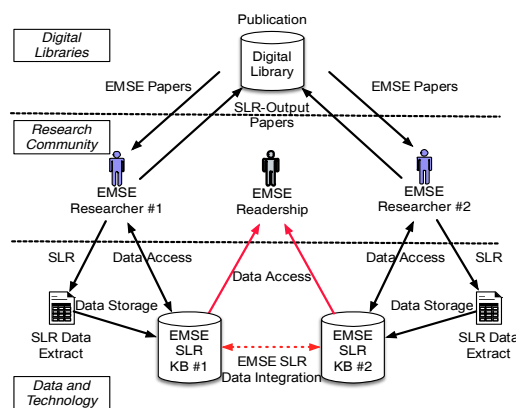 Digital
Libraries
Publication
Digital
Library
EMSE Papers
EMSE Papers
SLR-Output
Papers
Research
Community
EMSE
Researcher #1
EMSE
Readership
EMSE
Researcher #2
SLR
Data Access
Data Access
Data Access
SLR
Data Storage
Data Storage
SLR Data
Extract
EMSE
SLR
KB #1
EMSE SLR
Data Integration
EMSE
SLR
KB #2
SLR Data
Extract
Data and
Technology